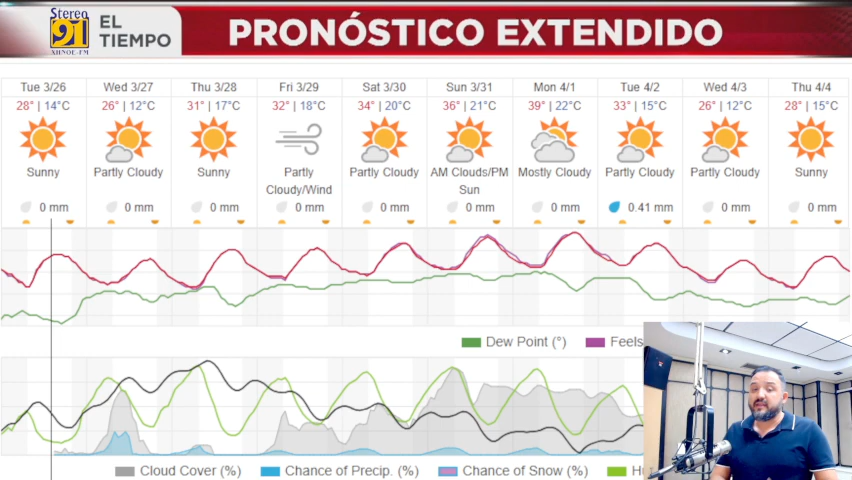 Stereo
91
XHNOE-FM
EL
TIEMPO
PRONÓSTICO EXTENDIDO
Tue 3/26 Wed 3/27 Thu 3/28 Fri 3/29 Sat 3/30 Sun 3/31 Mon 4/1 Tue 4/2 Wed 4/3 Thu 4/4
28° | 14°C 26° | 12°C 31° | 17°C 32° | 18°C 34° | 20°C 36° | 21°C 39° | 22°C 33° | 15°C 26° | 12°C 28° | 15°C
Sunny Partly Cloudy Sunny Partly Partly Cloudy AM Clouds/PM Mostly Cloudy Partly Cloudy Partly Cloudy Sunny
Cloudy/Wind Sun
0 mm 0 mm 0 mm 0 mm 0 mm 0 mm 0 mm 0.41 mm 0 mm 0 mm
Dew Point (°) Feels
Cloud Cover (%) Chance of Precip. (%) Chance of Snow (%)